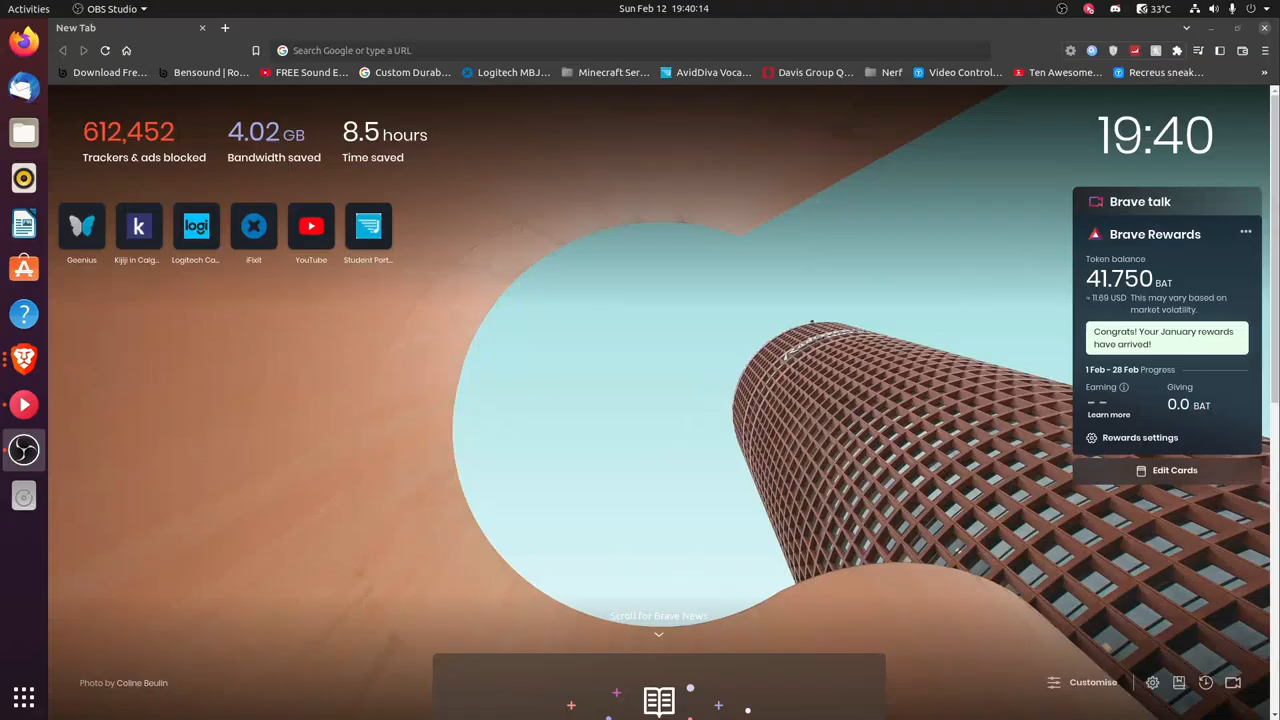 Activities
OBS Studio
Sun Feb 12 19:40:14
33°C
New Tab
Search Google or type a URL
Download Fre...
Bensound | Ro...
FREE Sound E...
Custom Durab...
Logitech MBJ...
Minecraft Ser...
AvidDiva Voca...
Davis Group Q...
Nerf
Video Control...
Ten Awesome...
Recreus sneak...
»
612,452
Trackers & ads blocked
4.02 GB
Bandwidth saved
8.5 hours
Time saved
19:40
k
logi
Geenius
Kijiji in Calg...
Logitech Ca...
iFixit
YouTube
Student Port...
Brave talk
Brave Rewards
Token balance
41.750 BAT
≈ 11.69 USD This may vary based on
market volatility.
Congrats! Your January rewards
have arrived!
1 Feb - 28 Feb Progress
Earning
Giving
- -
0.0 BAT
Learn more
Rewards settings
Edit Cards
Scroll for Brave News
Photo by Coline Beulin
Customise